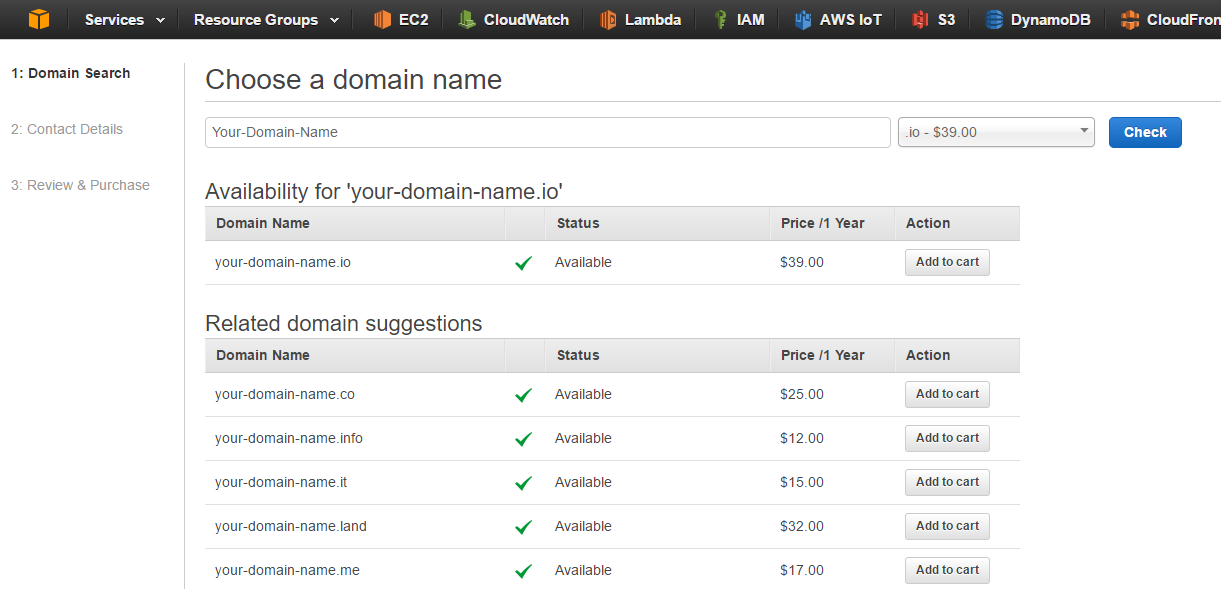 Services Resource Groups EC2 CloudWatch Lambda IAM AWS IoT S3 DynamoDB CloudFron
1: Domain Search
2: Contact Details
3: Review & Purchase
Choose a domain name
Your-Domain-Name .io - $39.00 Check
Availability for 'your-domain-name.io'
Domain Name Status Price /1 Year Action
your-domain-name.io Available $39.00 Add to cart
Related domain suggestions
Domain Name Status Price /1 Year Action
your-domain-name.co Available $25.00 Add to cart
your-domain-name.info Available $12.00 Add to cart
your-domain-name.it Available $15.00 Add to cart
your-domain-name.land Available $32.00 Add to cart
your-domain-name.me Available $17.00 Add to cart